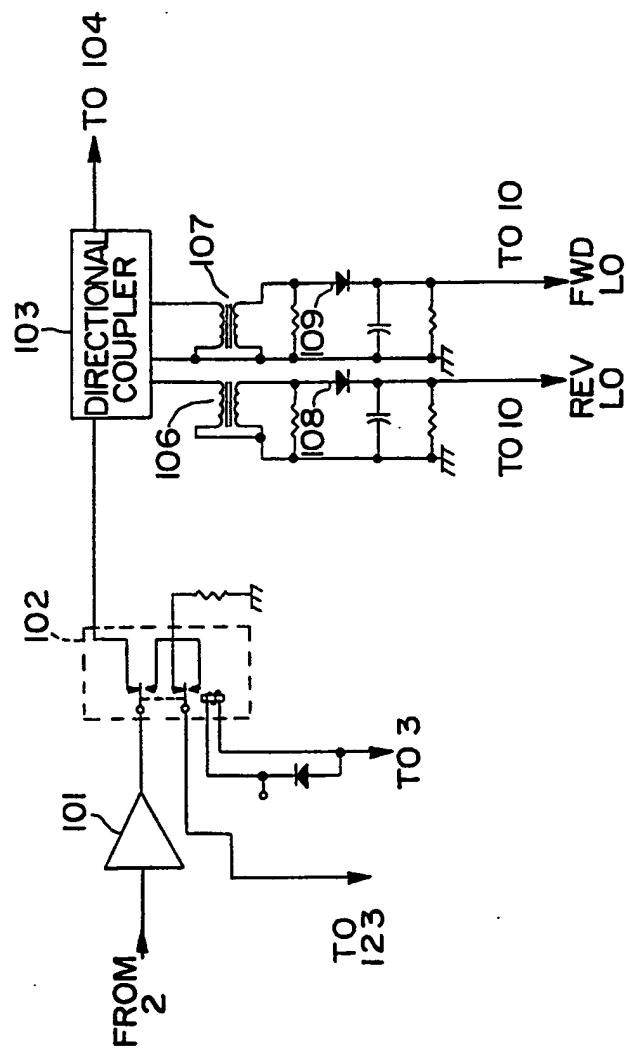 FROM
2
101
102
103
DIRECTIONAL
COUPLER
TO 104
106
107
108
109
TO
123
TO 3
TO 10
REV
LO
TO 10
FWD
LO